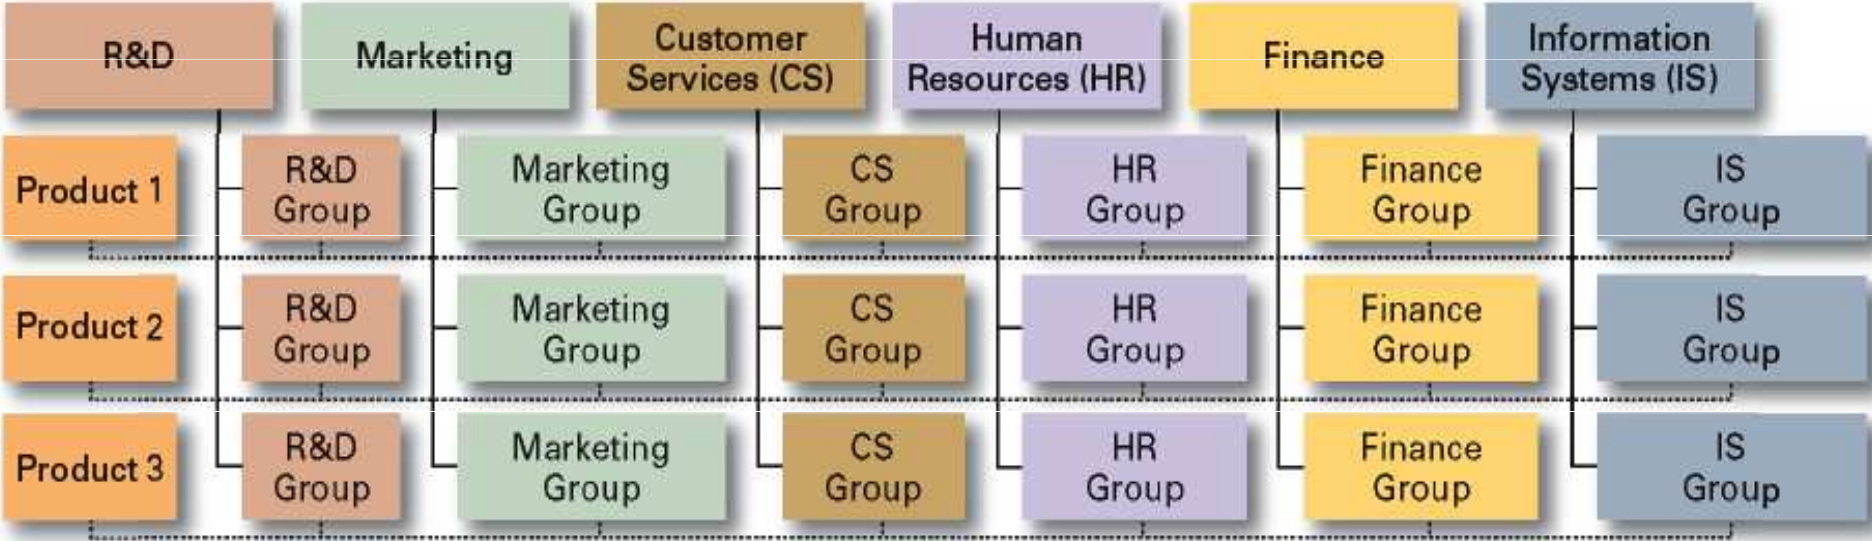 R&D
Marketing
Customer
Services (CS)
Human
Resources (HR)
Finance
Information
Systems (IS)
Product 1
R&D
Group
Marketing
Group
CS
Group
HR
Group
Finance
Group
IS
Group
Product 2
R&D
Group
Marketing
Group
CS
Group
HR
Group
Finance
Group
IS
Group
Product 3
R&D
Group
Marketing
Group
CS
Group
HR
Group
Finance
Group
IS
Group